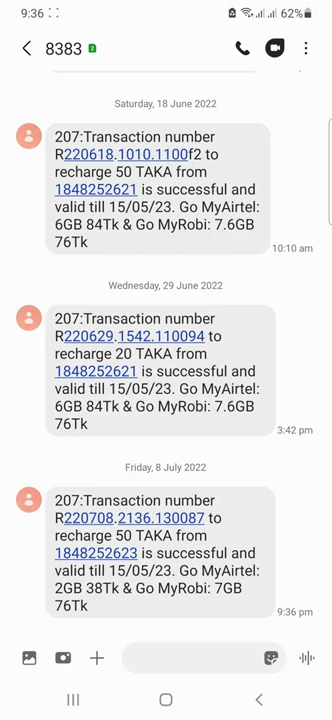 9:36
62%
8383 2
Saturday, 18 June 2022
207:Transaction number
R220618.1010.1100f2 to
recharge 50 TAKA from
1848252621 is successful and
valid till 15/05/23. Go MyAirtel:
6GB 84Tk & Go MyRobi: 7.6GB
76Tk
10:10 am
Wednesday, 29 June 2022
207:Transaction number
R220629.1542.110094 to
recharge 20 TAKA from
1848252621 is successful and
valid till 15/05/23. Go MyAirtel:
6GB 84Tk & Go MyRobi: 7.6GB
76Tk
3:42 pm
Friday, 8 July 2022
207:Transaction number
R220708.2136.130087 to
recharge 50 TAKA from
1848252623 is successful and
valid till 15/05/23. Go MyAirtel:
2GB 38Tk & Go MyRobi: 7GB
76Tk
9:36 pm